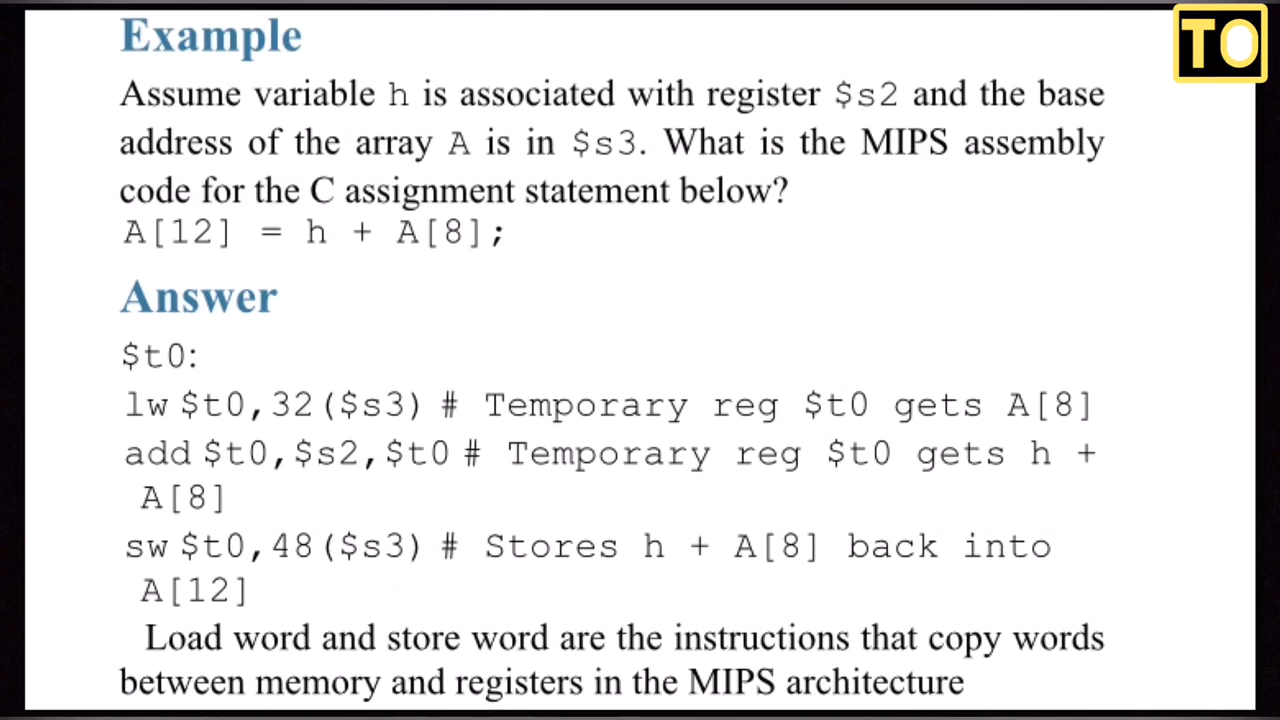 TO
Example
Assume variable h is associated with register $s2 and the base
address of the array A is in $s3. What is the MIPS assembly
code for the C assignment statement below?
A[12] = h + A[8];
Answer
$t0:
lw $t0,32($s3) # Temporary reg $t0 gets A[8]
add $t0,$s2,$t0 # Temporary reg $t0 gets h +
A[8]
sw $t0,48($s3) # Stores h + A[8] back into
A[12]
Load word and store word are the instructions that copy words
between memory and registers in the MIPS architecture